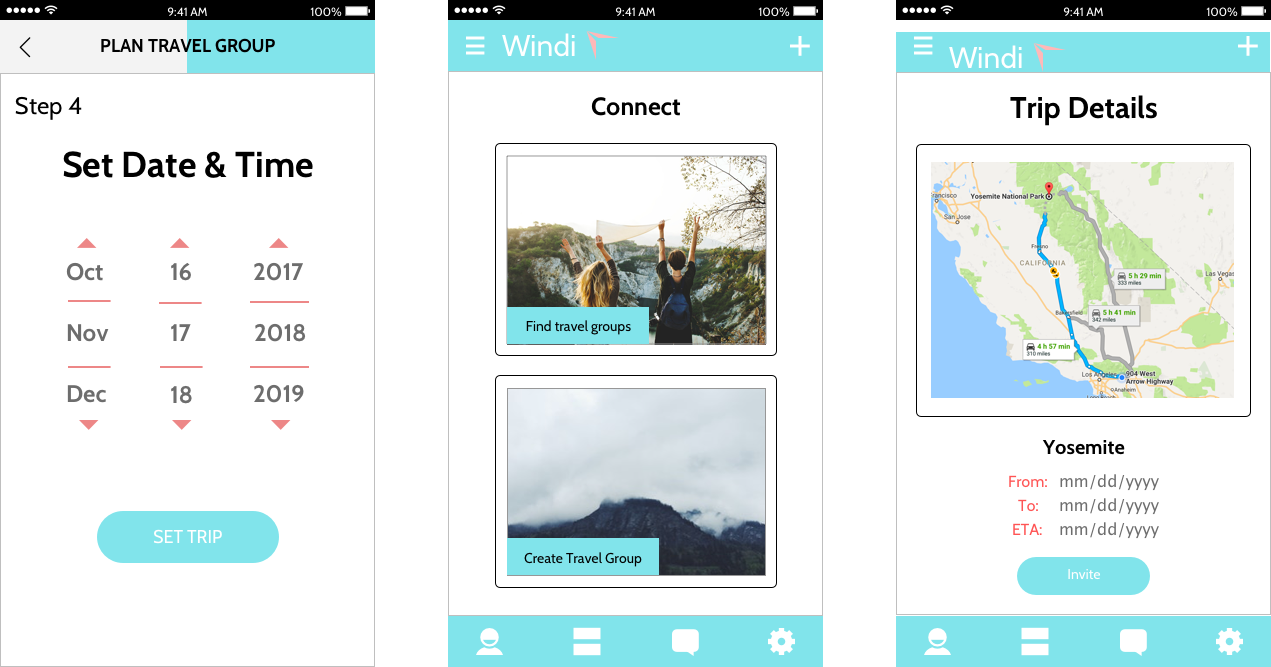 9:41 AM 100%
PLAN TRAVEL GROUP
Step 4
Set Date & Time
Oct 16 2017
Nov 17 2018
Dec 18 2019
SET TRIP
9:41 AM 100%
Windi
Connect
Find travel groups
Create Travel Group
9:41 AM 100%
Windi
Trip Details
Yosemite National Park
rancisco
San Jose
Fresno
CALIFORNIA
Las Vegas
5 h 29 min
333 miles
5 h 41 min
342 miles
Bakersfield
4 h 57 min
310 miles
Los Angeles
904 West
Arrow Highway
Anaheim
Long Beach
Yosemite
From: mm/dd/yyyy
To: mm/dd/yyyy
ETA: mm/dd/yyyy
Invite